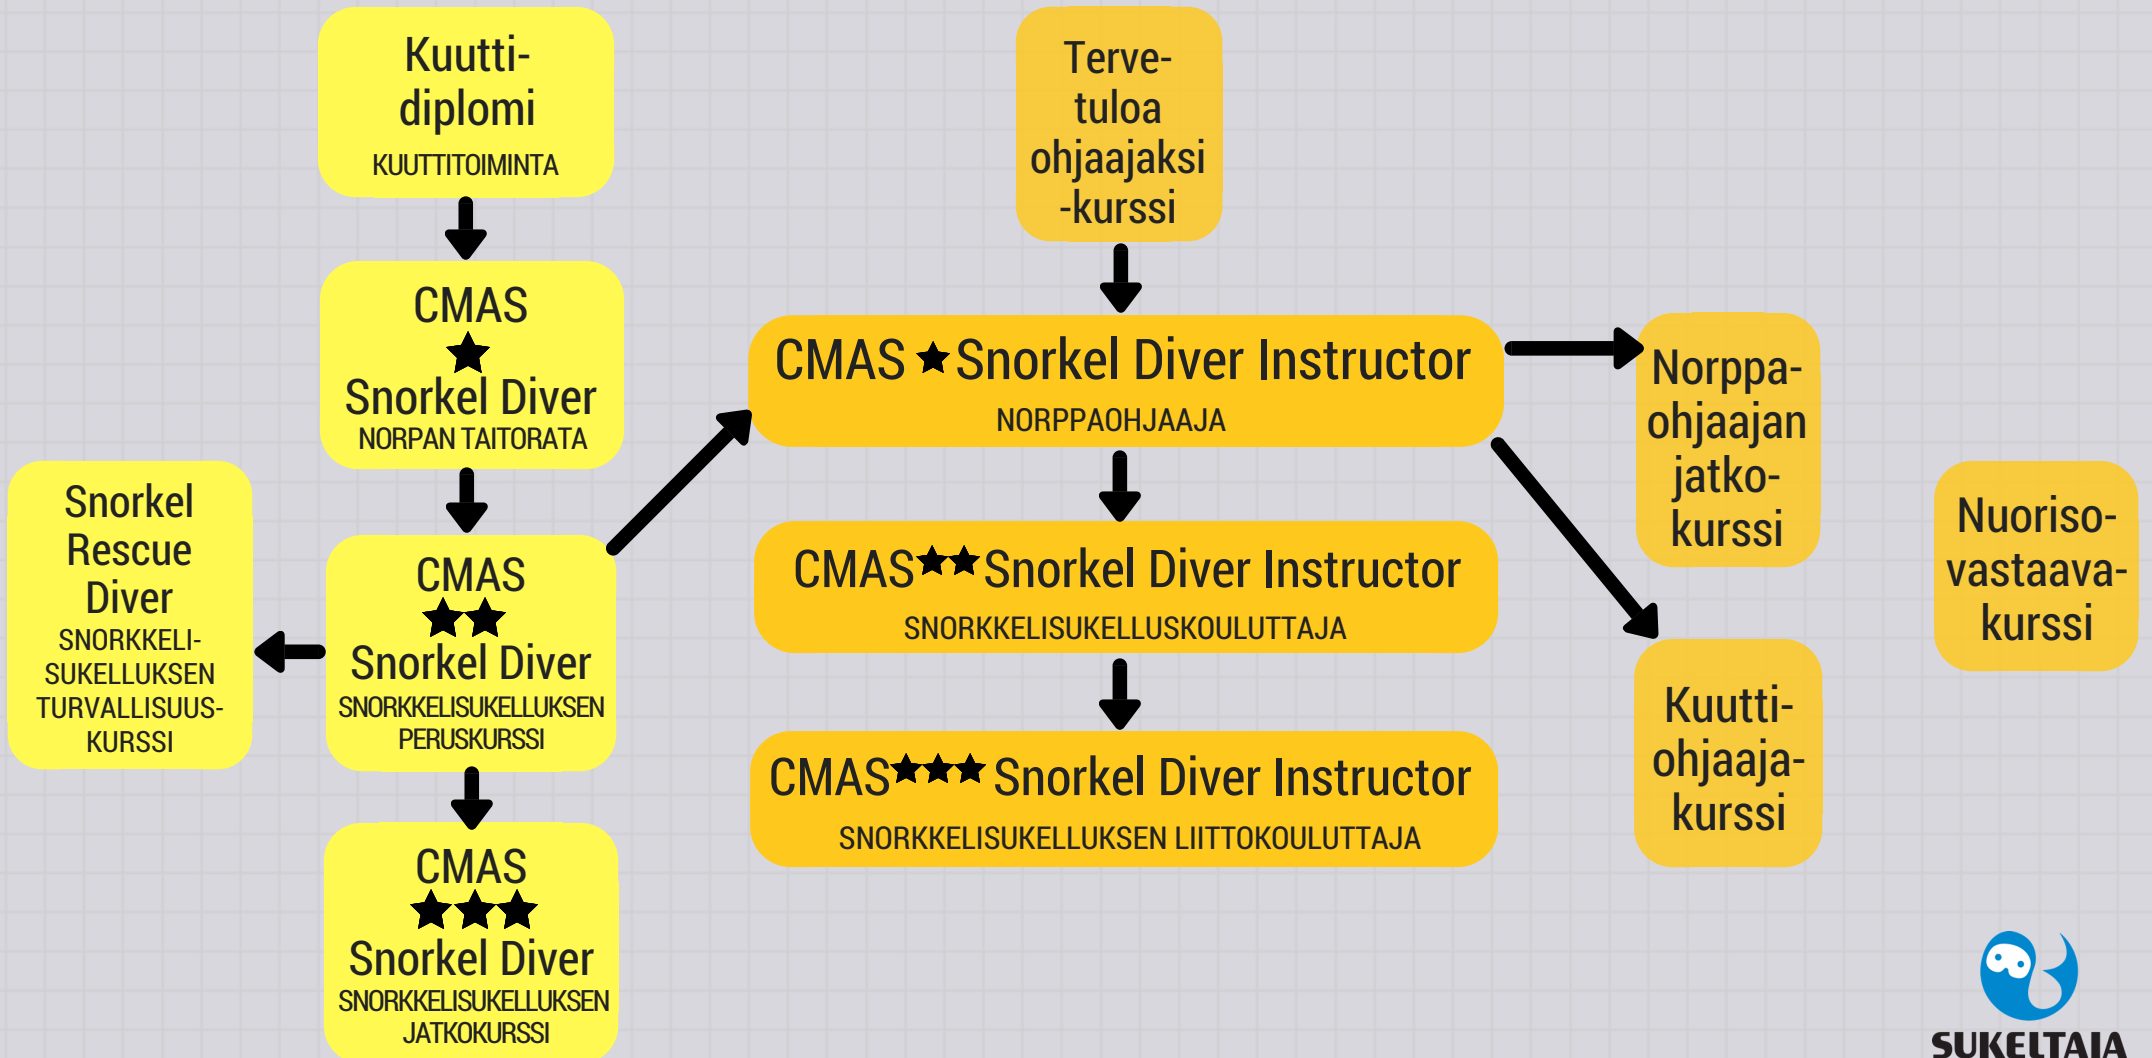 Kuutti-
diplomi
KUUTTITOIMINTA
CMAS
Snorkel Diver
NORPAN TAITORATA
Snorkel
Rescue
Diver
SNORKKELI-
SUKELLUKSEN
TURVALLISUUS-
KURSSI
CMAS
Snorkel Diver
SNORKKELISUKELLUKSEN
PERUSKURSSI
CMAS
Snorkel Diver
SNORKKELISUKELLUKSEN
JATKOKURSSI
Terve-
tuloa
ohjaajaksi
-kurssi
CMAS ★ Snorkel Diver Instructor
NORPPAOHJAAJA
CMAS★★Snorkel Diver Instructor
SNORKKELISUKELLUSKOULUTTAJA
CMAS★★★ Snorkel Diver Instructor
SNORKKELISUKELLUKSEN LIITTOKOULUTTAJA
Norppa-
ohjaajan
jatko-
kurssi
Kuutti-
ohjaaja-
kurssi
Nuoriso-
vastaava-
kurssi
SUKELTAJA